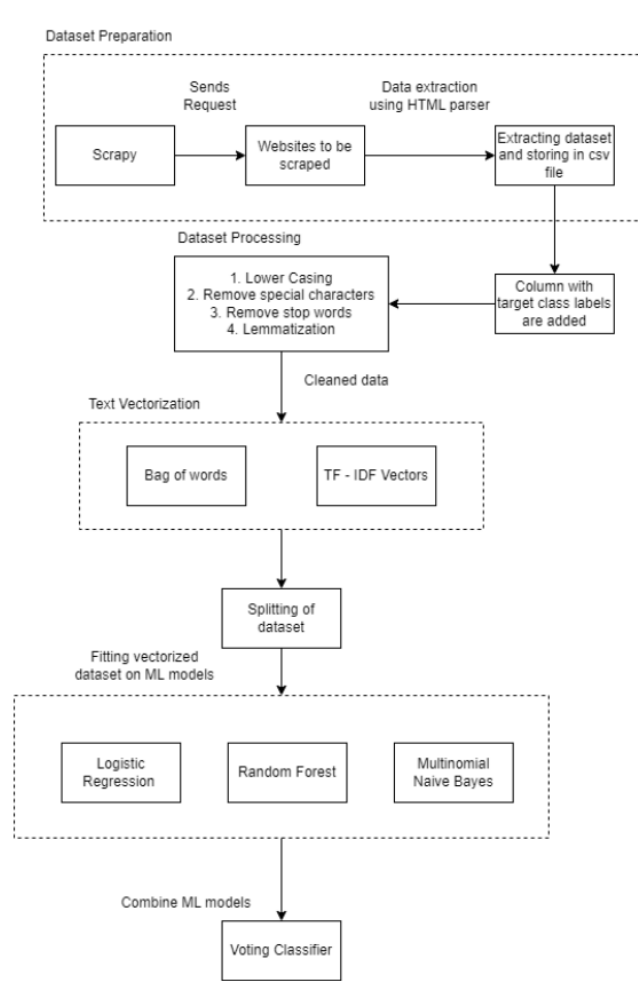 Dataset Preparation
Sends
Request
Data extraction
using HTML parser
Scrapy
Websites to be
scraped
Extracting dataset
and storing in csv
file
Dataset Processing
1. Lower Casing
2. Remove special characters
3. Remove stop words
4. Lemmatization
Column with
target class labels
are added
Cleaned data
Text Vectorization
Bag of words
TF - IDF Vectors
Splitting of
dataset
Fitting vectorized
dataset on ML models
Logistic
Regression
Random Forest
Multinomial
Naive Bayes
Combine ML models
Voting Classifier